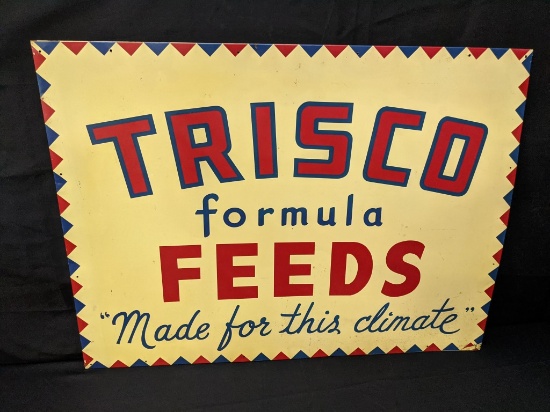 TRISCO
formula
FEEDS
"Made for this climate"